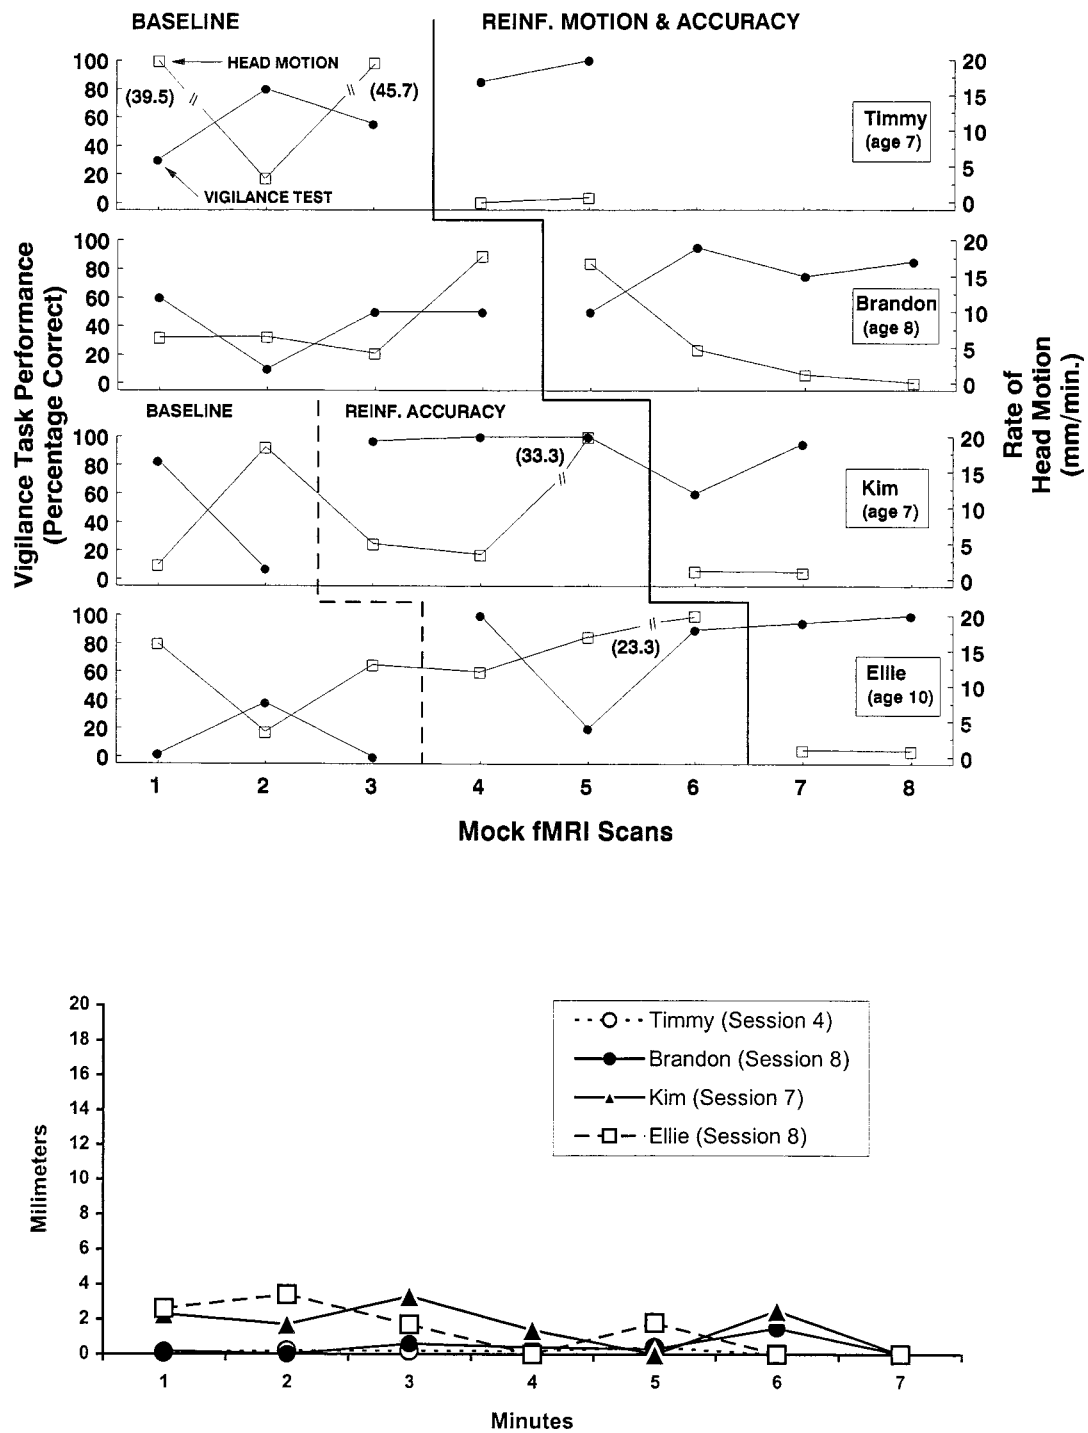 BASELINE
REINF. MOTION & ACCURACY
100
80
60
40
20
0
HEAD MOTION
(39.5)
(45.7)
VIGILANCE TEST
Timmy
(age 7)
20
15
10
5
0
100
80
60
40
20
0
Brandon
(age 8)
20
15
10
5
0
BASELINE
REINF. ACCURACY
100
80
60
40
20
0
(33.3)
Kim
(age 7)
20
15
10
5
0
100
80
60
40
20
0
(23.3)
Ellie
(age 10)
20
15
10
5
0
Vigilance Task Performance
(Percentage Correct)
Rate of
Head Motion
(mm/min.)
1 2 3 4 5 6 7 8
Mock fMRI Scans
20
18
16
14
12
10
8
6
4
2
0
Milimeters
Timmy (Session 4)
Brandon (Session 8)
Kim (Session 7)
Ellie (Session 8)
1 2 3 4 5 6 7
Minutes